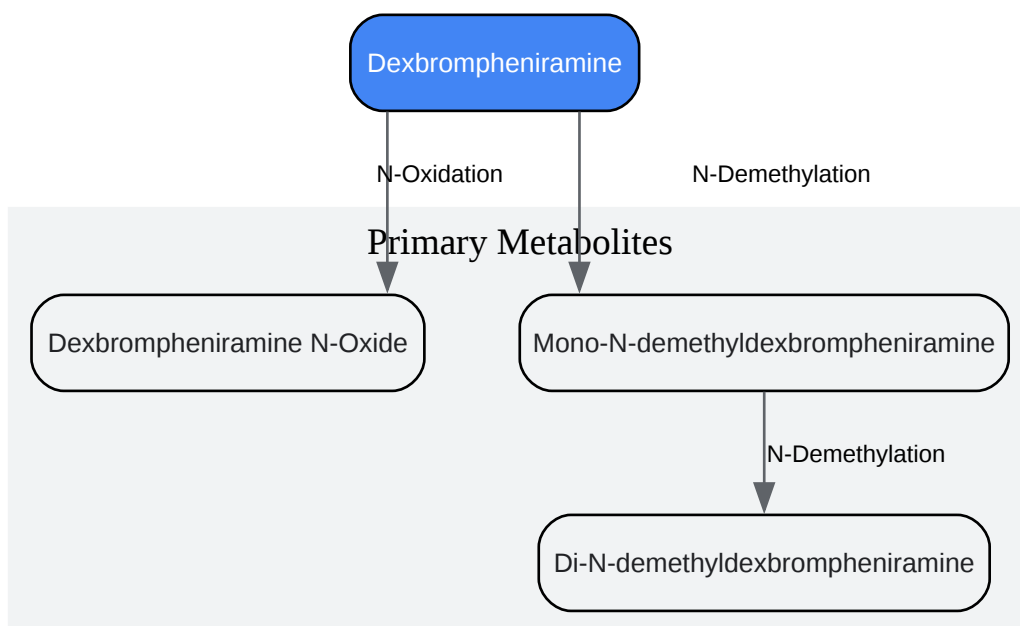 Dexbrompheniramine
N-Oxidation
N-Demethylation
Primary Metabolites
Dexbrompheniramine N-Oxide
Mono-N-demethyldexbrompheniramine
N-Demethylation
Di-N-demethyldexbrompheniramine